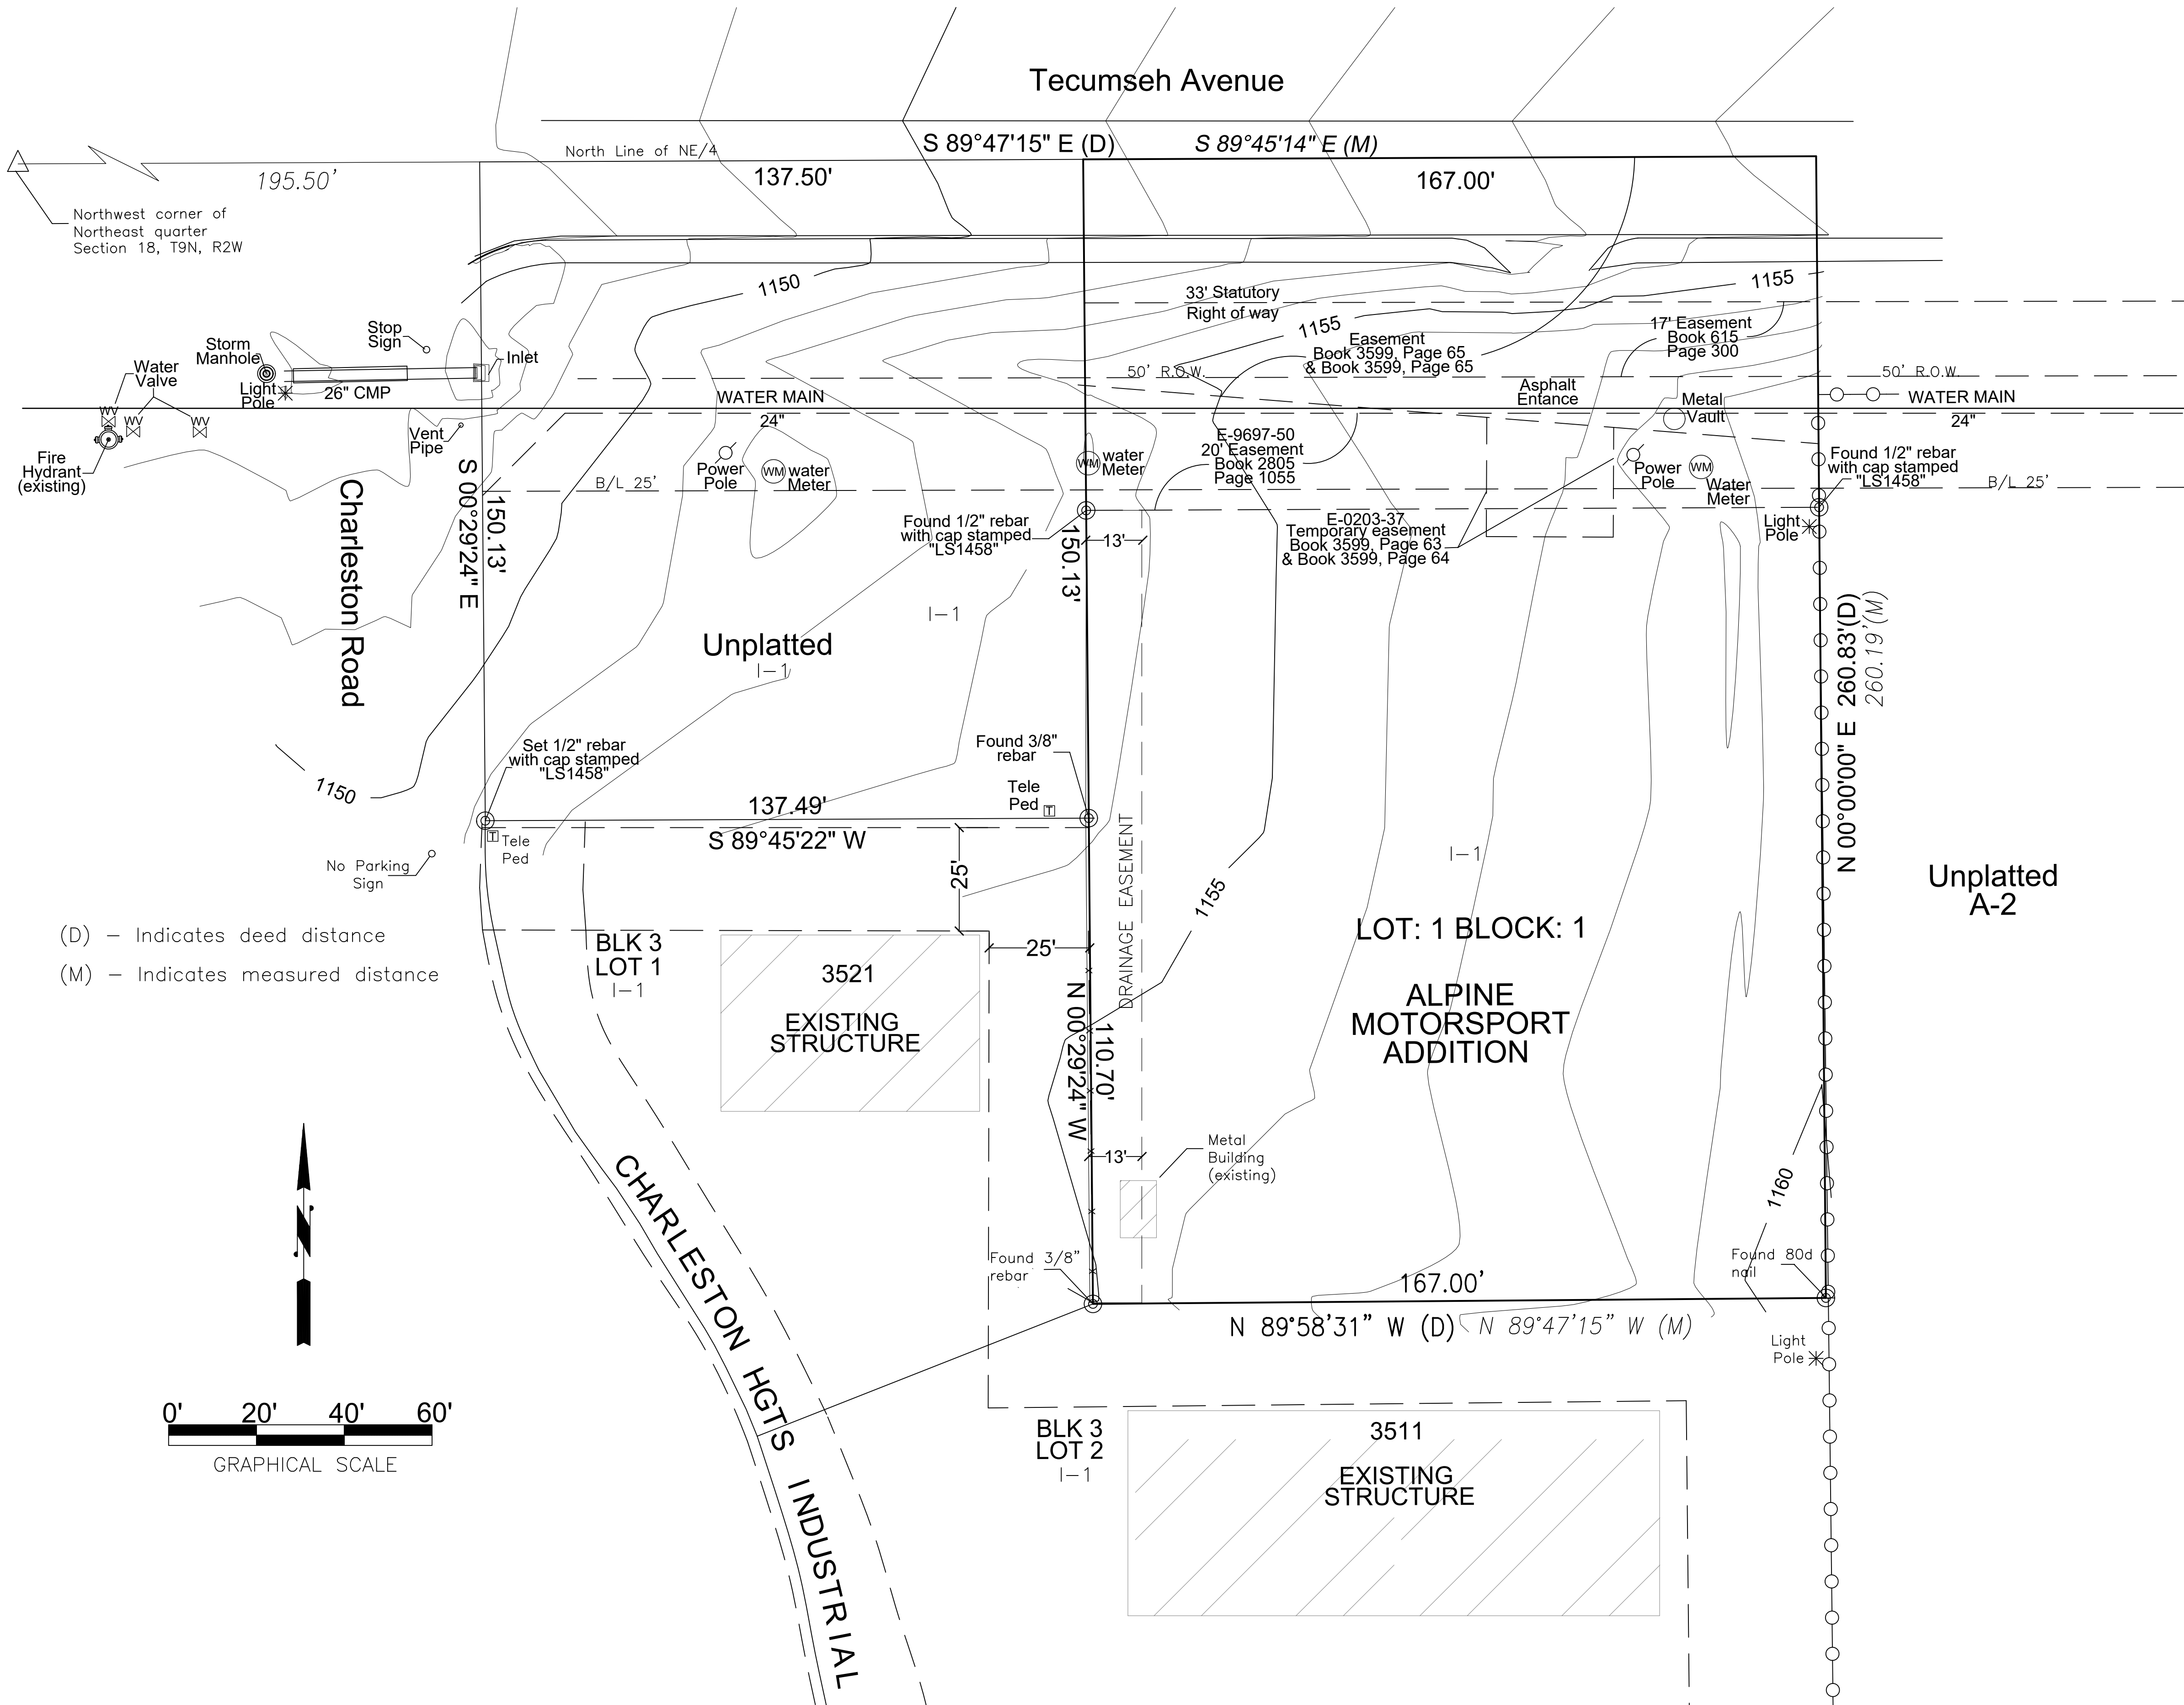 Tecumseh Avenue
S 89°47'15" E (D)
S 89°45'14" E (M)
North Line of NE/4
195.50'
137.50'
167.00'
Northwest corner of
Northeast quarter
Section 18, T9N, R2W
1150
1155
33' Statutory
Right of way
1155
Easement
Book 3599, Page 65
& Book 3599, Page 65
17' Easement
Book 615
Page 300
Stop
Sign
Storm
Manhole
Inlet
Water
Valve
Light
Pole
26" CMP
50' R.O.W.
50' R.O.W.
Asphalt
Entance
WATER MAIN
24"
Metal
Vault
WATER MAIN
24"
WV
WV
WV
Vent
Pipe
Fire
Hydrant
(existing)
Power
Pole
WM
water
Meter
WM
water
Meter
E-9697-50
20' Easement
Book 2805
Page 1055
Power
Pole
WM
Water
Meter
Found 1/2" rebar
with cap stamped
"LS1458"
B/L 25'
B/L 25'
Charleston Road
S 00°29'24" E
150.13'
Found 1/2" rebar
with cap stamped
"LS1458"
13'
150.13'
E-0203-37
Temporary easement
Book 3599, Page 63
& Book 3599, Page 64
Light
Pole
I-1
Unplatted
I-1
N 00°00'00" E 260.83'(D)
260.19'(M)
Set 1/2" rebar
with cap stamped
"LS1458"
Found 3/8"
rebar
1150
Tele
Ped
T
137.49'
S 89°45'22" W
T
Tele
Ped
No Parking
Sign
25'
DRAINAGE EASEMENT
1155
I-1
Unplatted
A-2
(D) - Indicates deed distance
(M) - Indicates measured distance
BLK 3
LOT 1
I-1
3521
EXISTING
STRUCTURE
25'
LOT: 1 BLOCK: 1
ALPINE
MOTORSPORT
ADDITION
N 00°29'24" W
110.70'
13'
Metal
Building
(existing)
1160
CHARLESTON HGTS INDUSTRIAL
N
Found 3/8"
rebar
Found 80d
nail
167.00'
N 89°58'31" W (D)
N 89°47'15" W (M)
Light
Pole
0' 20' 40' 60'
GRAPHICAL SCALE
BLK 3
LOT 2
I-1
3511
EXISTING
STRUCTURE